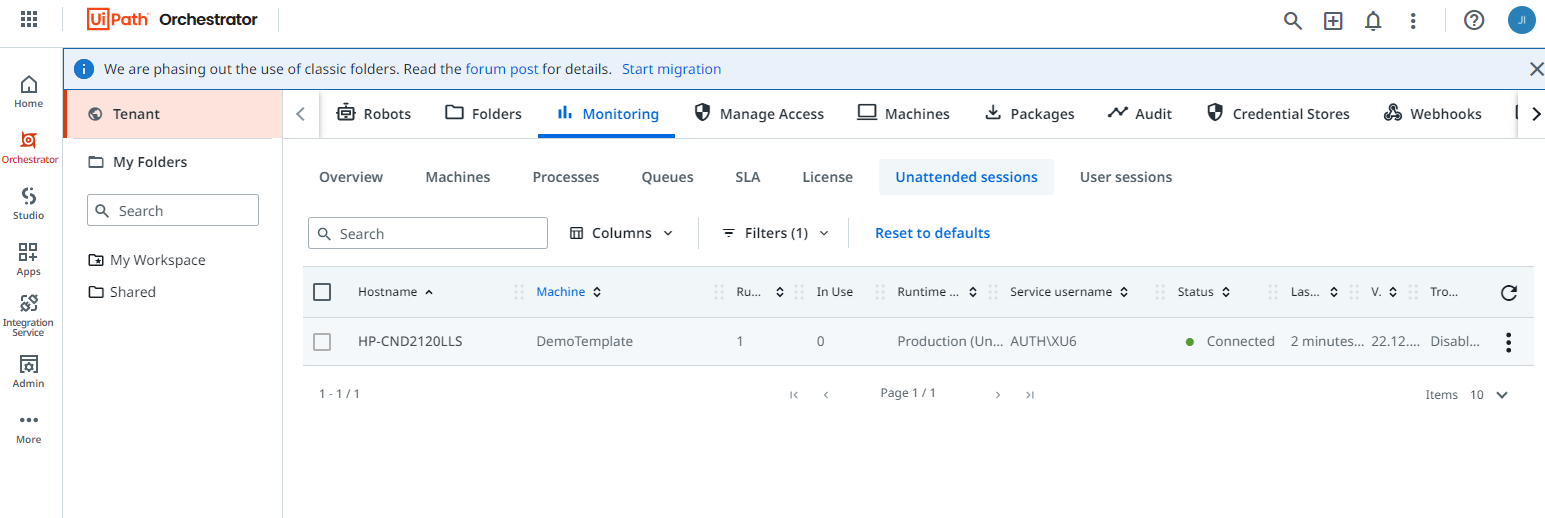 UiPath Orchestrator
JI
We are phasing out the use of classic folders. Read the forum post for details. Start migration
Home
Orchestrator
Studio
Apps
Integration Service
Admin
More
Tenant
My Folders
Search
My Workspace
Shared
Robots Folders Monitoring Manage Access Machines Packages Audit Credential Stores Webhooks
Overview Machines Processes Queues SLA License Unattended sessions User sessions
Search Columns Filters (1) Reset to defaults
Hostname Machine Ru... In Use Runtime ... Service username Status Las... V. Tro...
HP-CND2120LLS DemoTemplate 1 0 Production (Un... AUTH\XU6 Connected 2 minutes... 22.12.... Disabl...
1 - 1 / 1 Page 1 / 1 Items 10